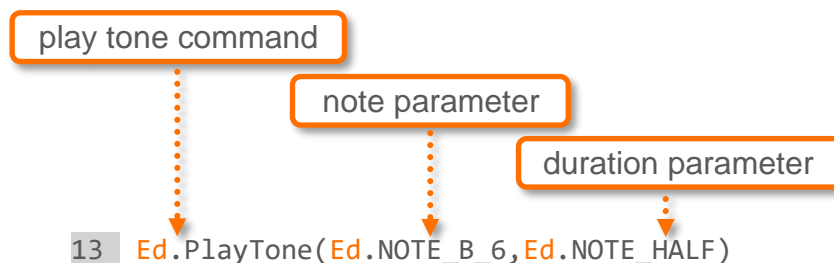 play tone command
note parameter
duration parameter
13 Ed.PlayTone(Ed.NOTE_B_6,Ed.NOTE_HALF)